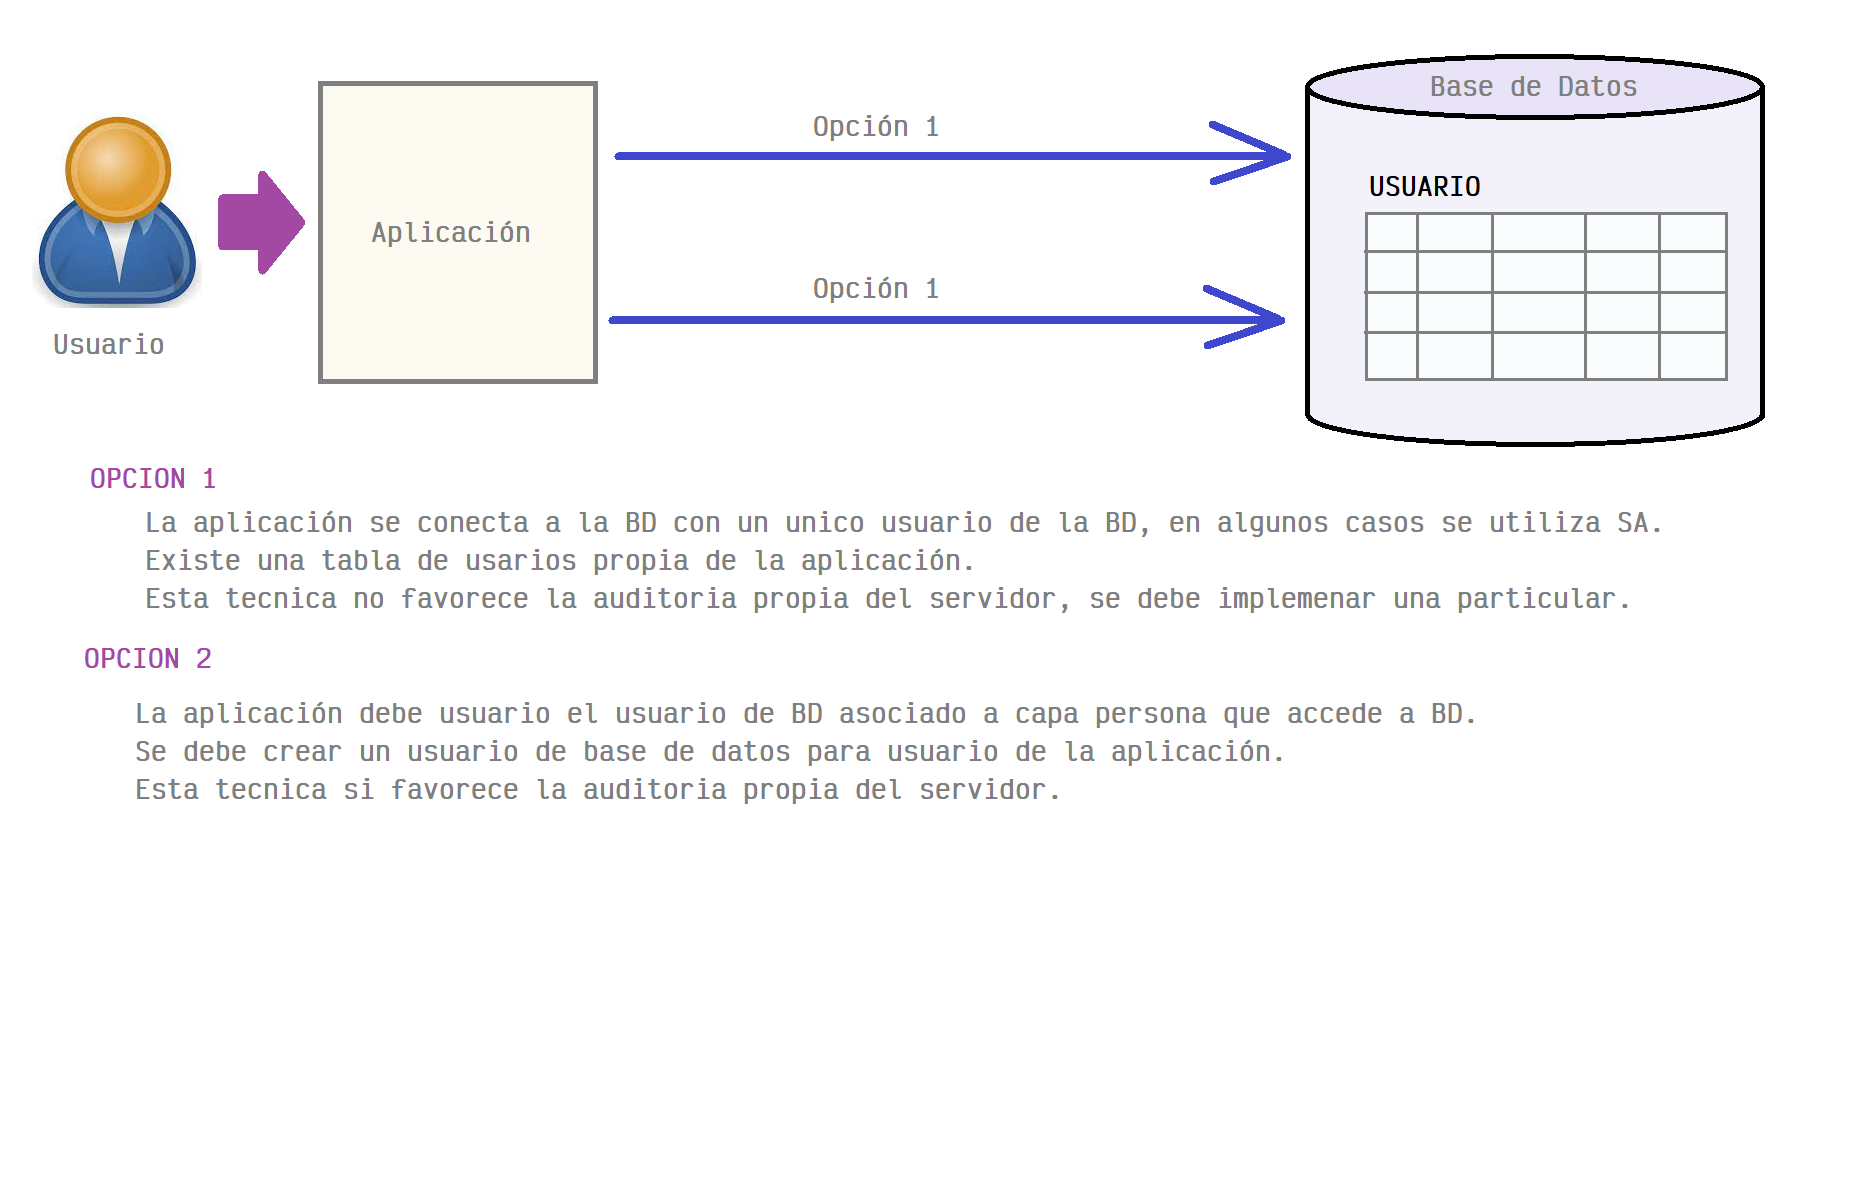 Base de Datos
Opción 1
USUARIO
Aplicación
Opción 1
Usuario
OPCION 1
La aplicación se conecta a la BD con un unico usuario de la BD, en algunos casos se utiliza SA.
Existe una tabla de usarios propia de la aplicación.
Esta tecnica no favorece la auditoria propia del servidor, se debe implemenar una particular.
OPCION 2
La aplicación debe usuario el usuario de BD asociado a capa persona que accede a BD.
Se debe crear un usuario de base de datos para usuario de la aplicación.
Esta tecnica si favorece la auditoria propia del servidor.